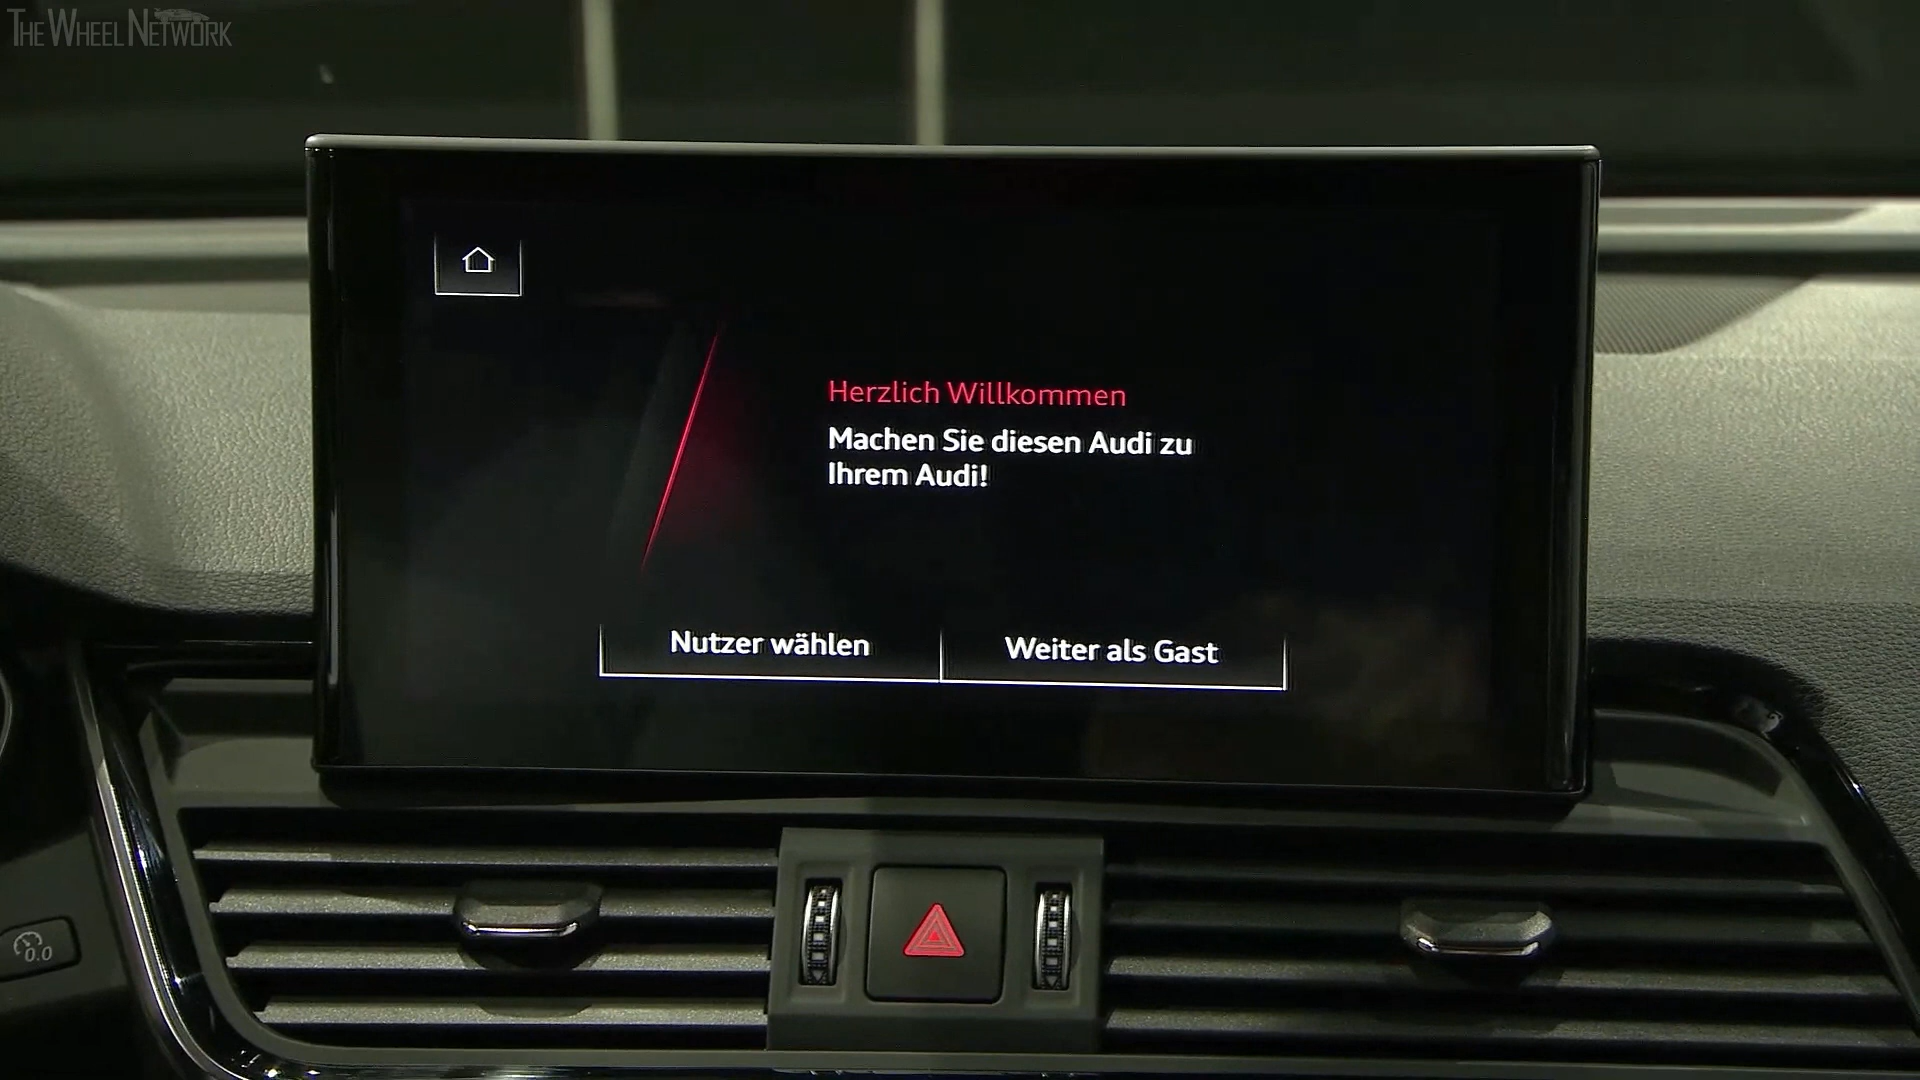 THE WHEEL NETWORK
Herzlich Willkommen
Machen Sie diesen Audi zu
Ihrem Audi!
Nutzer wählen
Weiter als Gast
0.0